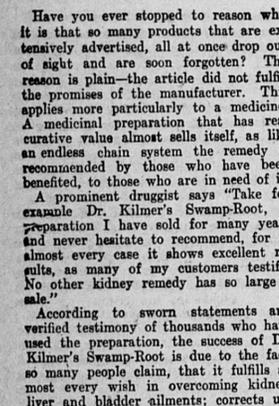 Have you ever stopped to reason wh
it is that so many products that are ex
tensively advertised, all at once drop ou
of sight and are soon forgotten? Th
reason is plain—the article did not fulfi
the promises of the manufacturer. Th
applies more particularly to a medicin
A medicinal preparation that has rea
curative value almost sells itself, as lik
an endless chain system the remedy
recommended by those who have bee
benefited, to those who are in need of i
A prominent druggist says "Take fo
example Dr. Kilmer's Swamp-Root,
preparation I have sold for many yea
and never hesitate to recommend, for
almost every case it shows excellent r
sults, as many of my customers testif
No other kidney remedy has so large
sale."
According to sworn statements an
verified testimony of thousands who ha
used the preparation, the success of D
Kilmer's Swamp-Root is due to the fa
so many people claim, that it fulfills a
most every wish in overcoming kidne
liver and bladder ailments; corrects u